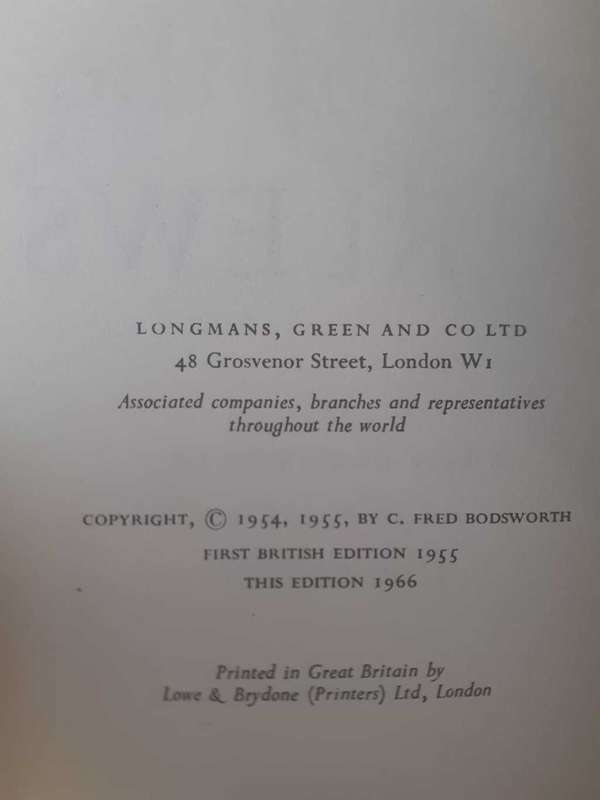 LONGMANS, GREEN AND CO LTD
48 Grosvenor Street, London W1
Associated companies, branches and representatives
throughout the world
COPYRIGHT, © 1954, 1955, BY C. FRED BODSWORTH
FIRST BRITISH EDITION 1955
THIS EDITION 1966
Printed in Great Britain by
Lowe & Brydone (Printers) Ltd, London